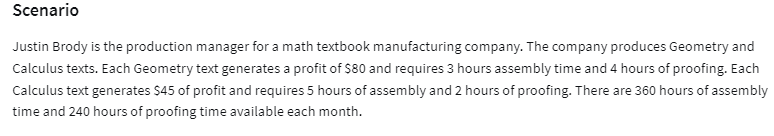 Scenario
Justin Brody is the production manager for a math textbook manufacturing company. The company produces Geometry and
Calculus texts. Each Geometry text generates a profit of $80 and requires 3 hours assembly time and 4 hours of proofing. Each
Calculus text generates $45 of profit and requires 5 hours of assembly and 2 hours of proofing. There are 360 hours of assembly
time and 240 hours of proofing time available each month.